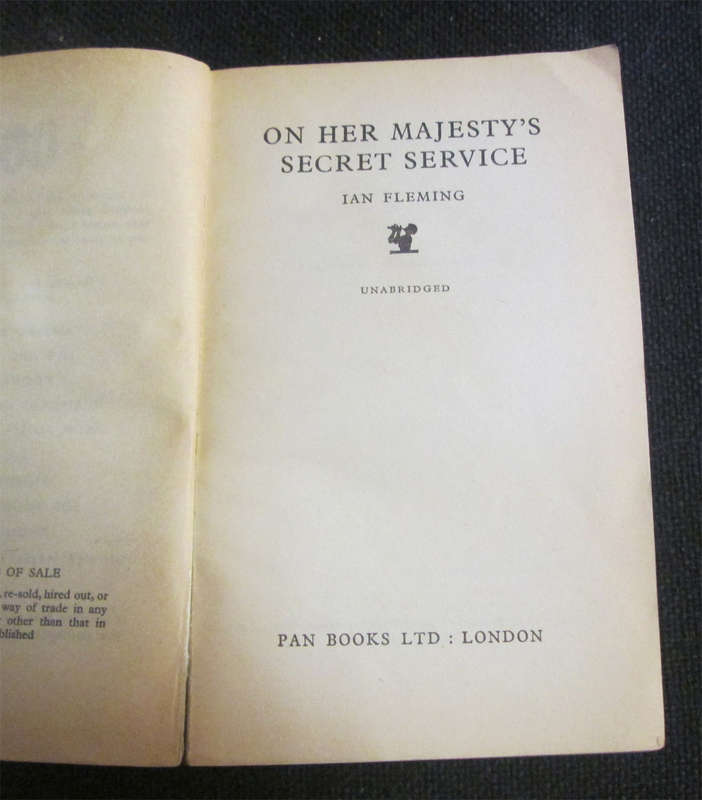 OF SALE
re-sold, hired out, or
way of trade in any
other than that in
blished
ON HER MAJESTY'S
SECRET SERVICE
IAN FLEMING
UNABRIDGED
PAN BOOKS LTD : LONDON